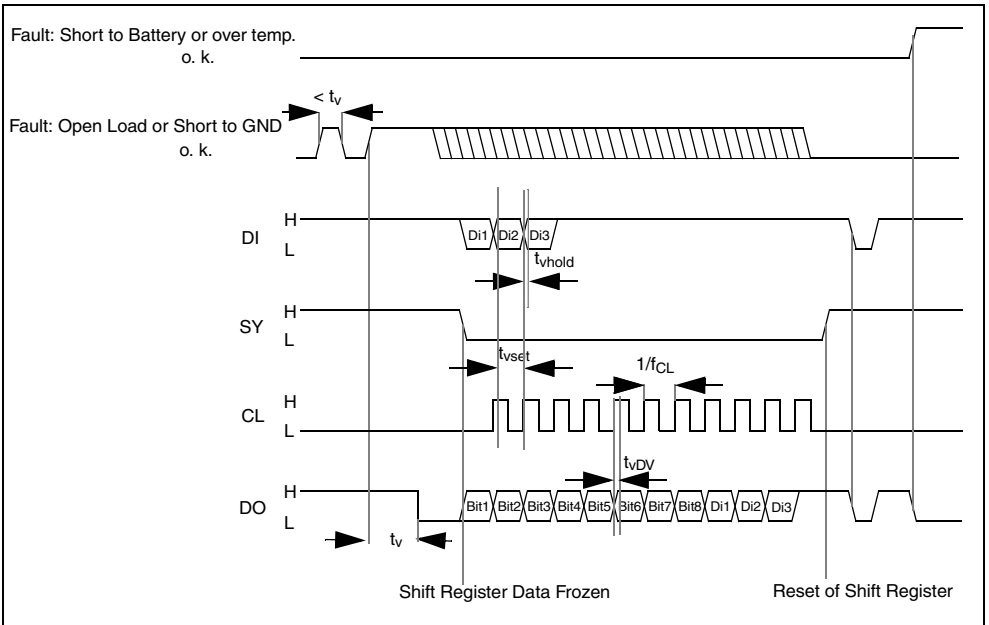 Fault: Short to Battery or over temp.
o. k.
< tv
Fault: Open Load or Short to GND
o. k.
H
DI
L
Di1 Di2 Di3
tvhold
H
SY
L
tvset
1/fCL
H
CL
L
tvDV
H
DO
L
Bit1 Bit2 Bit3 Bit4 Bit5 Bit6 Bit7 Bit8 Di1 Di2 Di3
tv
Shift Register Data Frozen
Reset of Shift Register